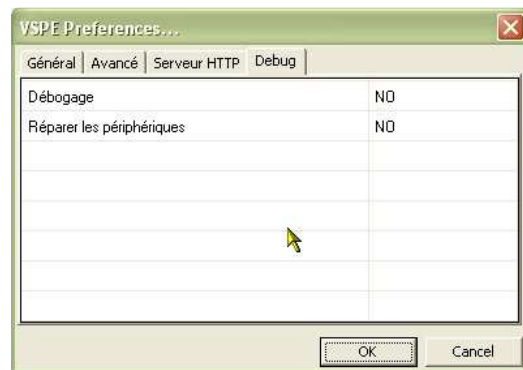 VSPE Preferences...
Général Avancé Serveur HTTP Debug
Débogage NO
Réparer les périphériques NO
OK Cancel